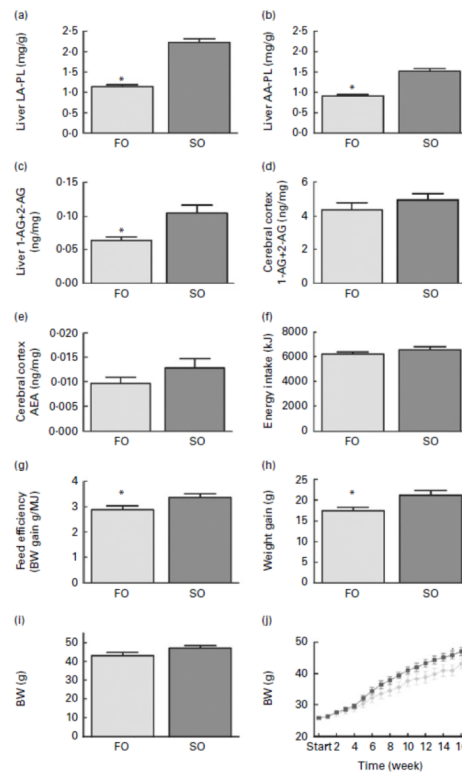 (a)
Liver LA-PL (mg/g)
2·5
2·0
1·5
1·0
0·5
0·0
*
FO SO
(b)
Liver AA-PL (mg/g)
2·5
2·0
1·5
1·0
0·5
0·0
*
FO SO
(c)
Liver 1-AG+2-AG
(ng/mg)
0·15
0·10
0·05
0·00
*
FO SO
(d)
Cerebral cortex
1-AG+2-AG (ng/mg)
6
4
2
0
FO SO
(e)
Cerebral cortex
AEA (ng/mg)
0·020
0·015
0·010
0·005
0·000
FO SO
(f)
Energy intake (kJ)
8000
6000
4000
2000
0
FO SO
(g)
Feed efficiency
(BW gain g/MJ)
4
3
2
1
0
*
FO SO
(h)
Weight gain (g)
25
20
15
10
5
0
*
FO SO
(i)
BW (g)
50
40
30
20
10
0
FO SO
(j)
BW (g)
50
40
30
20
Start 2 4 6 8 10 12 14
Time (week)